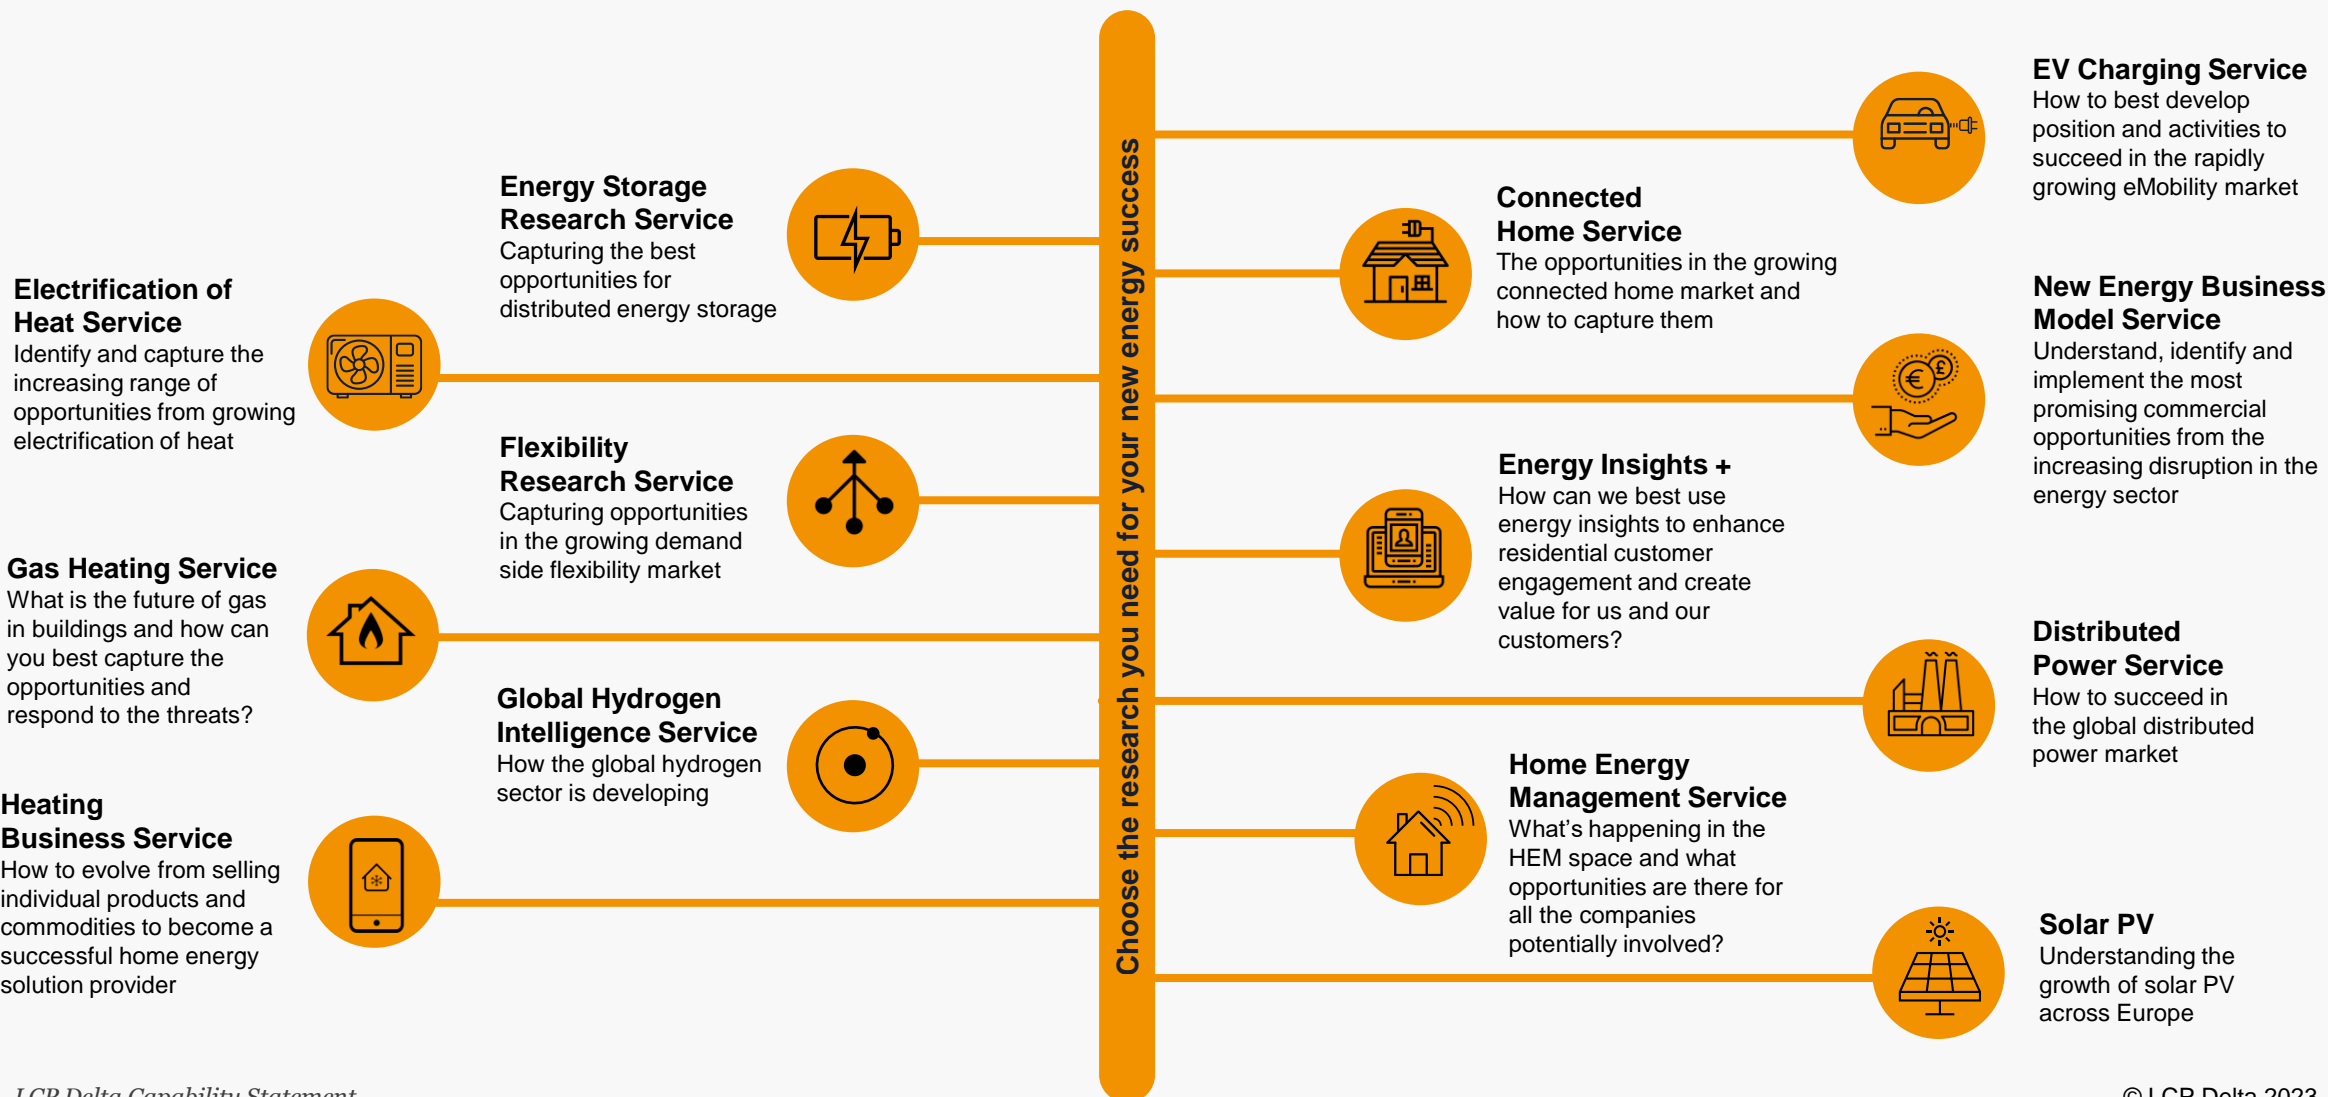 Choose the research you need for your new energy success
Energy Storage
Research Service
Capturing the best
opportunities for
distributed energy storage
Electrification of
Heat Service
Identify and capture the
increasing range of
opportunities from growing
electrification of heat
Flexibility
Research Service
Capturing opportunities
in the growing demand
side flexibility market
Gas Heating Service
What is the future of gas
in buildings and how can
you best capture the
opportunities and
respond to the threats?
Global Hydrogen
Intelligence Service
How the global hydrogen
sector is developing
Heating
Business Service
How to evolve from selling
individual products and
commodities to become a
successful home energy
solution provider
EV Charging Service
How to best develop
position and activities to
succeed in the rapidly
growing eMobility market
Connected
Home Service
The opportunities in the growing
connected home market and
how to capture them
New Energy Business
Model Service
Understand, identify and
implement the most
promising commercial
opportunities from the
increasing disruption in the
energy sector
€ £
Energy Insights +
How can we best use
energy insights to enhance
residential customer
engagement and create
value for us and our
customers?
Distributed
Power Service
How to succeed in
the global distributed
power market
Home Energy
Management Service
What's happening in the
HEM space and what
opportunities are there for
all the companies
potentially involved?
Solar PV
Understanding the
growth of solar PV
across Europe
LCP Delta Capability Statement
© LCP Delta 2023